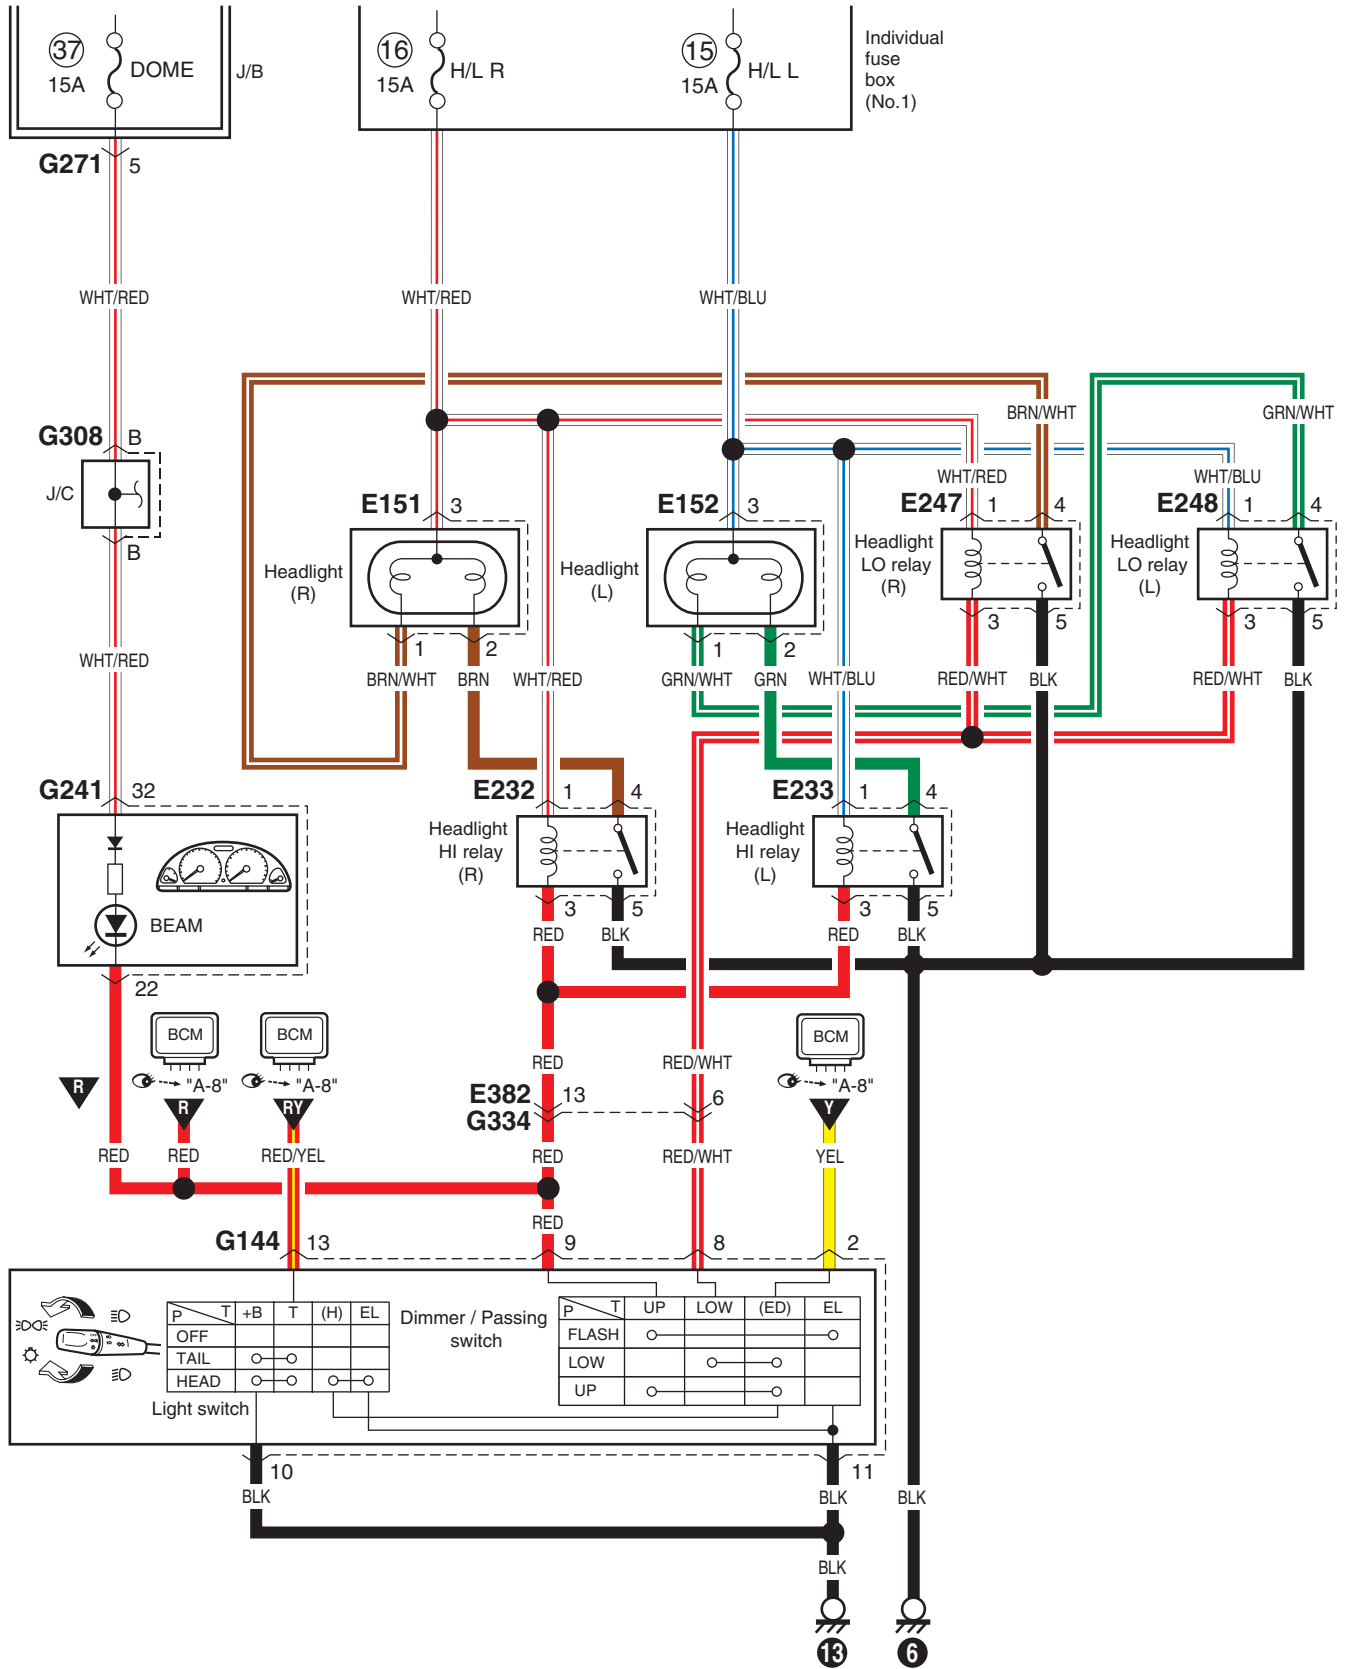 37
15A
DOME
J/B
16
15A
H/L R
15
15A
H/L L
Individual
fuse
box
(No.1)
G271
5
WHT/RED
WHT/RED
WHT/BLU
BRN/WHT
GRN/WHT
G308
B
J/C
B
WHT/RED
WHT/BLU
E151
3
E152
3
E247
1
4
E248
1
4
Headlight
(R)
Headlight
(L)
Headlight
LO relay
(R)
Headlight
LO relay
(L)
1
2
1
2
3
5
3
5
WHT/RED
BRN/WHT
BRN
WHT/RED
GRN/WHT
GRN
WHT/BLU
RED/WHT
BLK
RED/WHT
BLK
G241
32
E232
1
4
E233
1
4
Headlight
HI relay
(R)
Headlight
HI relay
(L)
BEAM
3
5
3
5
RED
BLK
RED
BLK
22
BCM
BCM
BCM
"A-8"
"A-8"
"A-8"
R
R
RY
Y
RED
RED/WHT
E382
13
6
G334
RED
RED
RED/YEL
RED
RED/WHT
YEL
RED
G144
13
9
8
2
P T +B T (H) EL
OFF
TAIL
HEAD
Light switch
Dimmer / Passing
switch
P T UP LOW (ED) EL
FLASH
LOW
UP
10
11
BLK
BLK
BLK
BLK
13
6